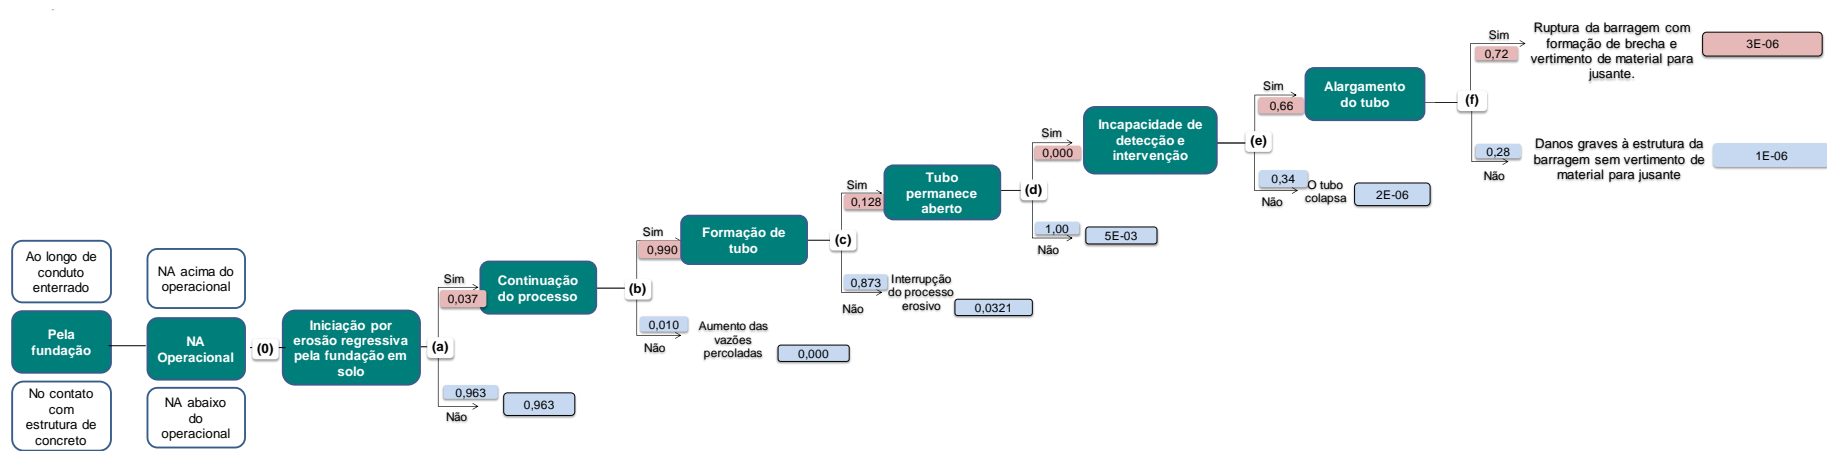 Ao longo de
conduto
enterrado
Pela
fundação
No contato
com
estrutura de
concreto
NA acima do
operacional
NA
Operacional
NA abaixo
do
operacional
(0)
Iniciação por
erosão regressiva
pela fundação em
solo
(a)
Sim
0,037
0,963
Não
0,963
Continuação
do processo
(b)
Sim
0,990
0,010
Não
Aumento das
vazões
percoladas
0,000
Formação de
tubo
(c)
Sim
0,128
0,873
Não
Interrupção
do processo
erosivo
0,0321
Tubo
permanece
aberto
(d)
Sim
0,000
1,00
Não
5E-03
Incapacidade de
detecção e
intervenção
(e)
Sim
0,66
0,34
Não
O tubo
colapsa
2E-06
Alargamento
do tubo
(f)
Sim
0,72
Ruptura da barragem com
formação de brecha e
vertimento de material para
jusante.
3E-06
0,28
Não
Danos graves à estrutura da
barragem sem vertimento de
material para jusante
1E-06